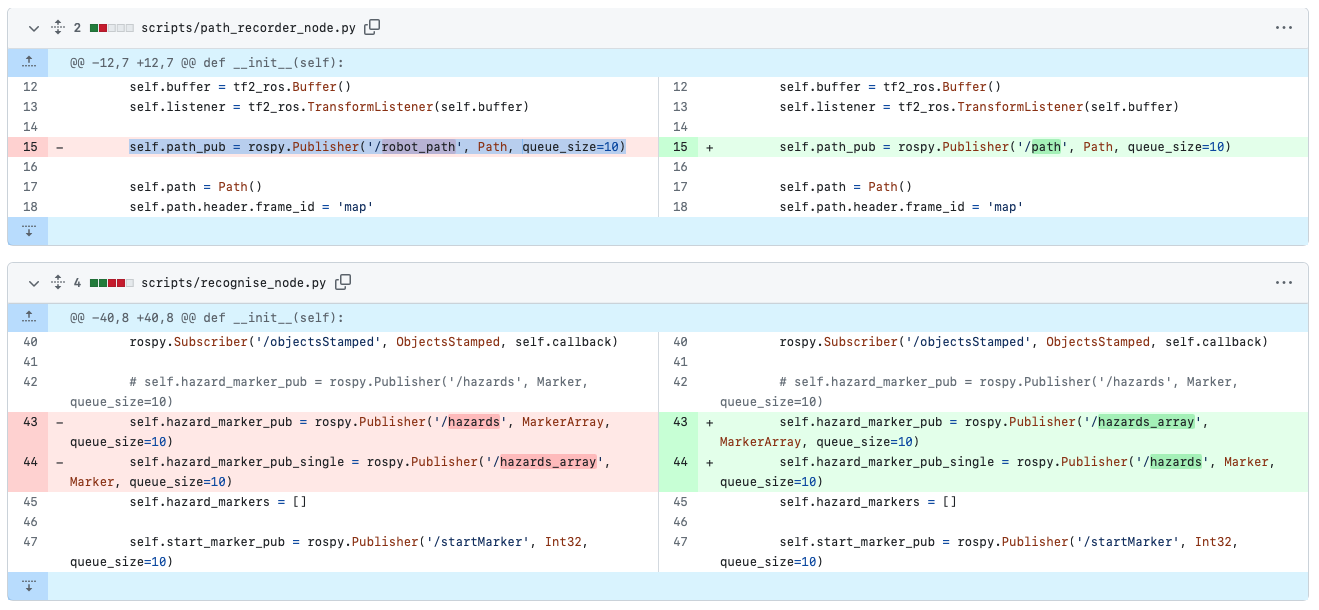 2 scripts/path_recorder_node.py
@@ -12,7 +12,7 @@ def __init__(self):
12 self.buffer = tf2_ros.Buffer()
13 self.listener = tf2_ros.TransformListener(self.buffer)
14
15 - self.path_pub = rospy.Publisher('/robot_path', Path, queue_size=10)
16
17 self.path = Path()
18 self.path.header.frame_id = 'map'
12 self.buffer = tf2_ros.Buffer()
13 self.listener = tf2_ros.TransformListener(self.buffer)
14
15 + self.path_pub = rospy.Publisher('/path', Path, queue_size=10)
16
17 self.path = Path()
18 self.path.header.frame_id = 'map'
4 scripts/recognise_node.py
@@ -40,8 +40,8 @@ def __init__(self):
40 rospy.Subscriber('/objectsStamped', ObjectsStamped, self.callback)
41
42 # self.hazard_marker_pub = rospy.Publisher('/hazards', Marker,
queue_size=10)
43 - self.hazard_marker_pub = rospy.Publisher('/hazards', MarkerArray,
queue_size=10)
44 - self.hazard_marker_pub_single = rospy.Publisher('/hazards_array',
Marker, queue_size=10)
45 self.hazard_markers = []
46
47 self.start_marker_pub = rospy.Publisher('/startMarker', Int32,
queue_size=10)
40 rospy.Subscriber('/objectsStamped', ObjectsStamped, self.callback)
41
42 # self.hazard_marker_pub = rospy.Publisher('/hazards', Marker,
queue_size=10)
43 + self.hazard_marker_pub = rospy.Publisher('/hazards_array',
MarkerArray, queue_size=10)
44 + self.hazard_marker_pub_single = rospy.Publisher('/hazards', Marker,
queue_size=10)
45 self.hazard_markers = []
46
47 self.start_marker_pub = rospy.Publisher('/startMarker', Int32,
queue_size=10)